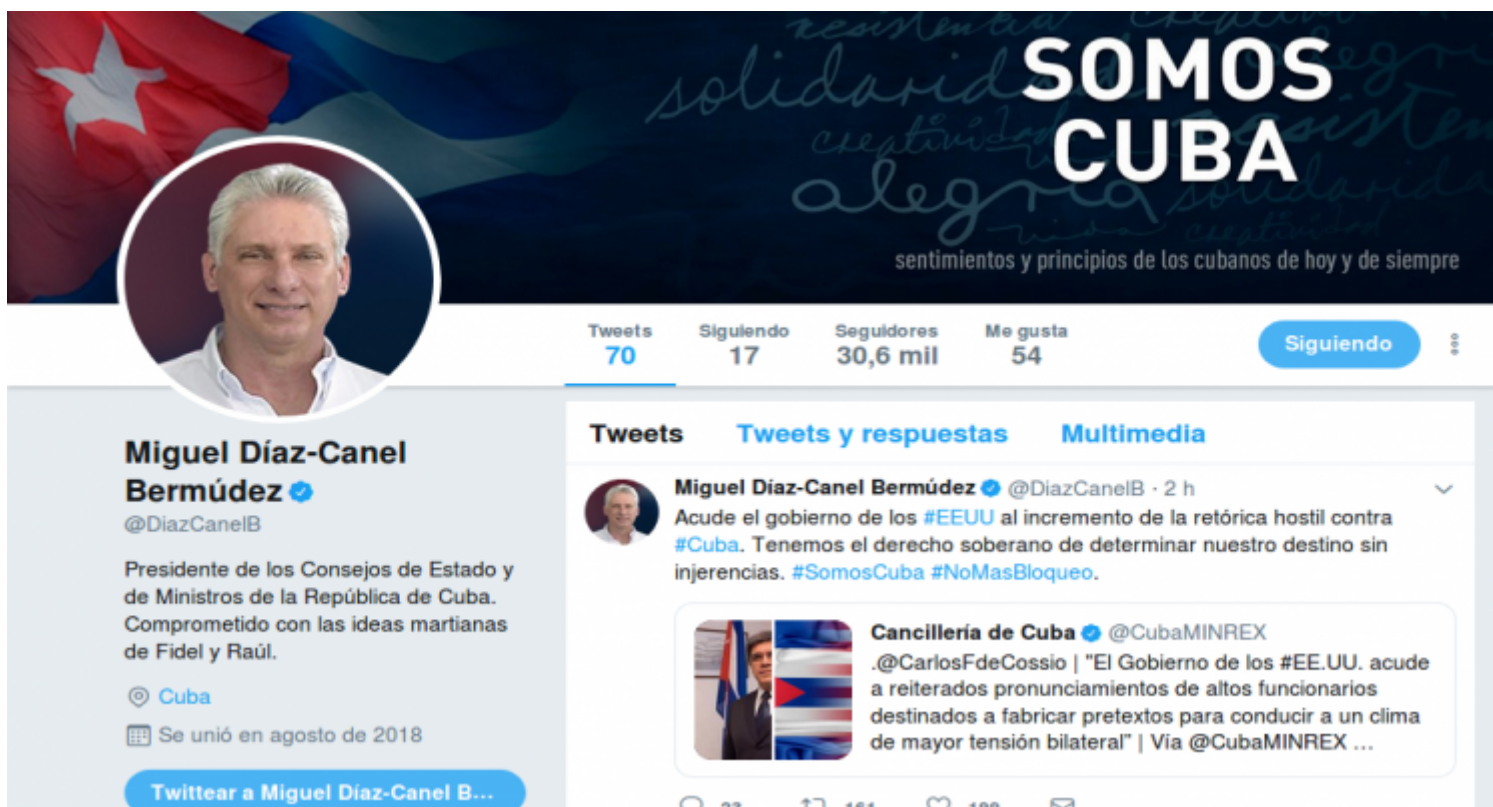 SOMOS
CUBA
solidaridad
creatividad
alegría
vida
sentimientos y principios de los cubanos de hoy y de siempre
Tweets
70
Siguiendo
17
Seguidores
30,6 mil
Me gusta
54
Siguiendo
Miguel Díaz-Canel
Bermúdez
@DiazCanelB
Presidente de los Consejos de Estado y
de Ministros de la República de Cuba.
Comprometido con las ideas martianas
de Fidel y Raúl.
Cuba
Se unió en agosto de 2018
Twittear a Miguel Díaz-Canel B...
Tweets Tweets y respuestas Multimedia
Miguel Díaz-Canel Bermúdez @DiazCanelB · 2 h
Acude el gobierno de los #EEUU al incremento de la retórica hostil contra
#Cuba. Tenemos el derecho soberano de determinar nuestro destino sin
injerencias. #SomosCuba #NoMasBloqueo.
Cancillería de Cuba @CubaMINREX
.@CarlosFdeCossio | "El Gobierno de los #EE.UU. acude
a reiterados pronunciamientos de altos funcionarios
destinados a fabricar pretextos para conducir a un clima
de mayor tensión bilateral" | Vía @CubaMINREX ...